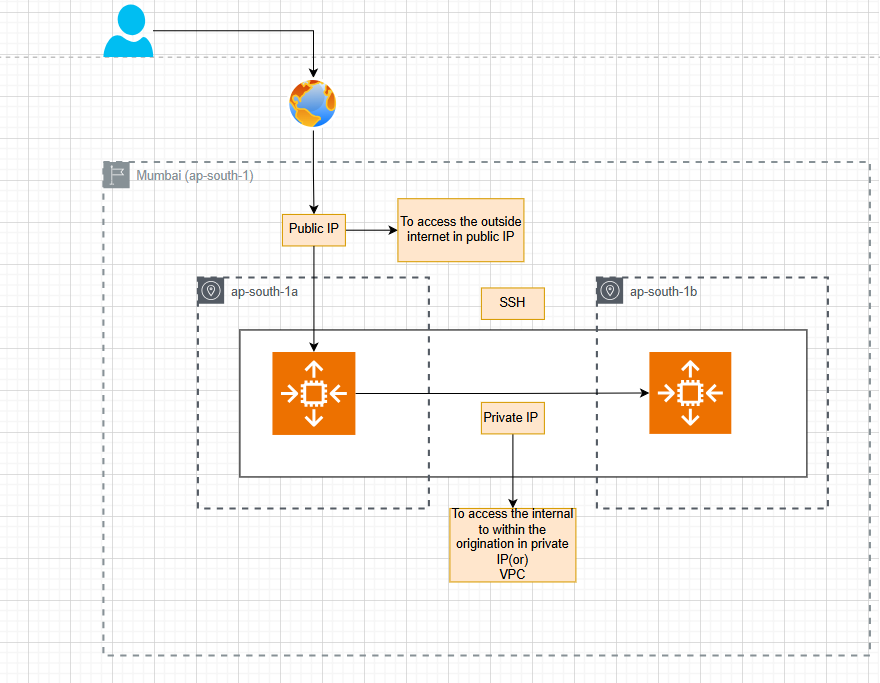 Mumbai (ap-south-1)
Public IP
To access the outside
internet in public IP
ap-south-1a
SSH
ap-south-1b
Private IP
To access the internal
to within the
origination in private
IP(or)
VPC